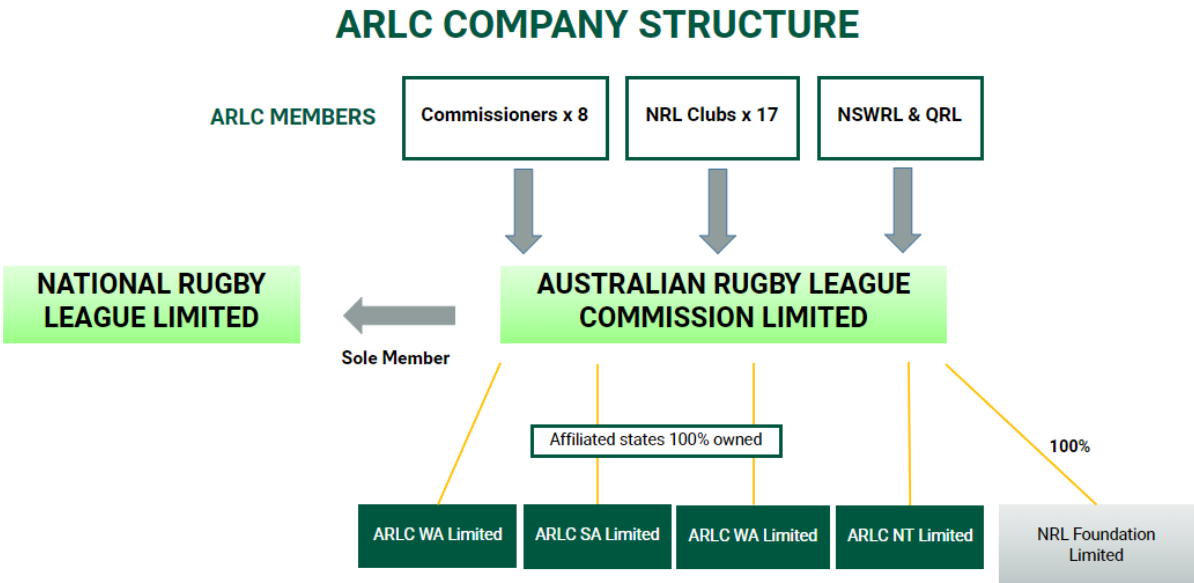 ARLC COMPANY STRUCTURE
ARLC MEMBERS
Commissioners x 8
NRL Clubs x 17
NSWRL & QRL
NATIONAL RUGBY
LEAGUE LIMITED
AUSTRALIAN RUGBY LEAGUE
COMMISSION LIMITED
Sole Member
Affiliated states 100% owned
100%
ARLC WA Limited
ARLC SA Limited
ARLC WA Limited
ARLC NT Limited
NRL Foundation
Limited